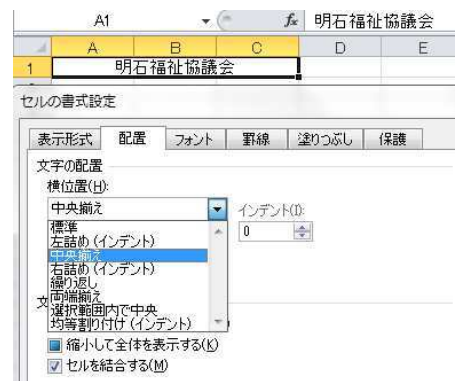 A1 fx 明石福祉協議会
A B C D E
1 明石福祉協議会
セルの書式設定
表示形式 配置 フォント 罫線 塗りつぶし 保護
文字の配置
横位置(H):
中央揃え インデント(I):
標準 0
左詰め (インデント)
中央揃え
右詰め (インデント)
繰り返し
両端揃え
文
選択範囲内で中央
均等割り付け (インデント)
縮小して全体を表示する(K)
セルを結合する(M)